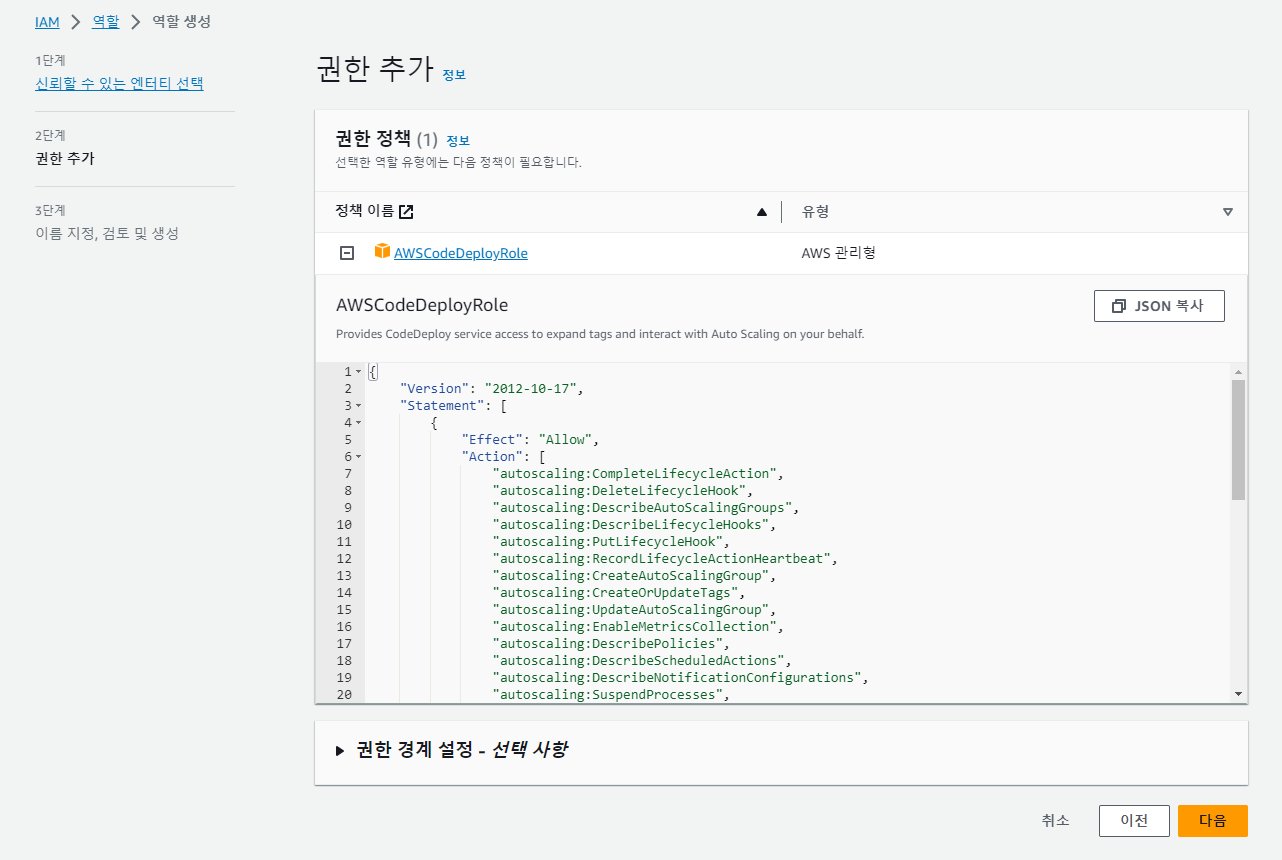 IAM > 역할 > 역할 생성
1단계
신뢰할 수 있는 엔터티 선택
2단계
권한 추가
3단계
이름 지정, 검토 및 생성
권한 추가 정보
권한 정책 (1) 정보
선택한 역할 유형에는 다음 정책이 필요합니다.
정책 이름 유형
AWSCodeDeployRole AWS 관리형
AWSCodeDeployRole JSON 복사
Provides CodeDeploy service access to expand tags and interact with Auto Scaling on your behalf.
1 {
2 "Version": "2012-10-17",
3 "Statement": [
4 {
5 "Effect": "Allow",
6 "Action": [
7 "autoscaling:CompleteLifecycleAction",
8 "autoscaling:DeleteLifecycleHook",
9 "autoscaling:DescribeAutoScalingGroups",
10 "autoscaling:DescribeLifecycleHooks",
11 "autoscaling:PutLifecycleHook",
12 "autoscaling:RecordLifecycleActionHeartbeat",
13 "autoscaling:CreateAutoScalingGroup",
14 "autoscaling:CreateOrUpdateTags",
15 "autoscaling:UpdateAutoScalingGroup",
16 "autoscaling:EnableMetricsCollection",
17 "autoscaling:DescribePolicies",
18 "autoscaling:DescribeScheduledActions",
19 "autoscaling:DescribeNotificationConfigurations",
20 "autoscaling:SuspendProcesses",
권한 경계 설정 - 선택 사항
취소 이전 다음